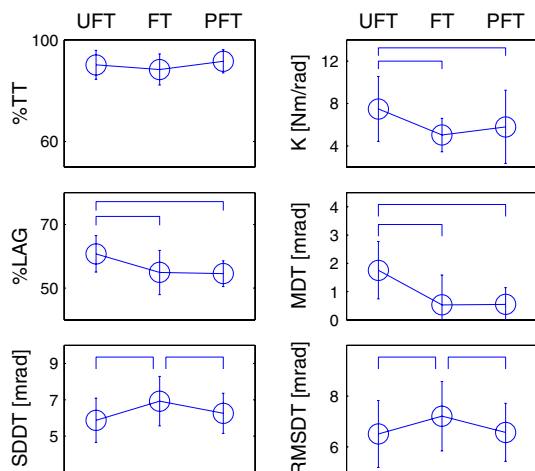 UFT FT PFT UFT FT PFT
%TT
100
60
K [Nm/rad]
12
8
4
%LAG
70
50
MDT [mrad]
4
3
2
1
0
SDDT [mrad]
9
7
5
RMSDT [mrad]
8
6